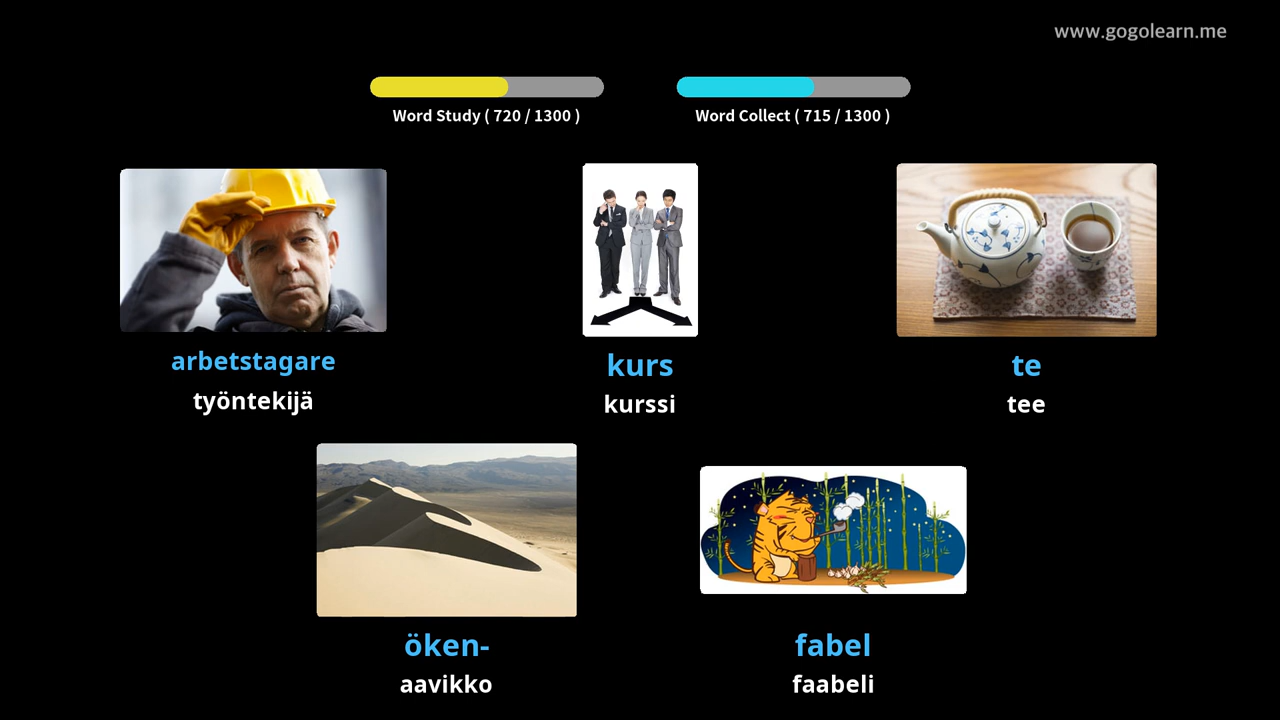 www.gogolearn.me
Word Study ( 720 / 1300 )
Word Collect ( 715 / 1300 )
arbetstagare
työntekijä
kurs
kurssi
te
tee
öken-
aavikko
fabel
faabeli